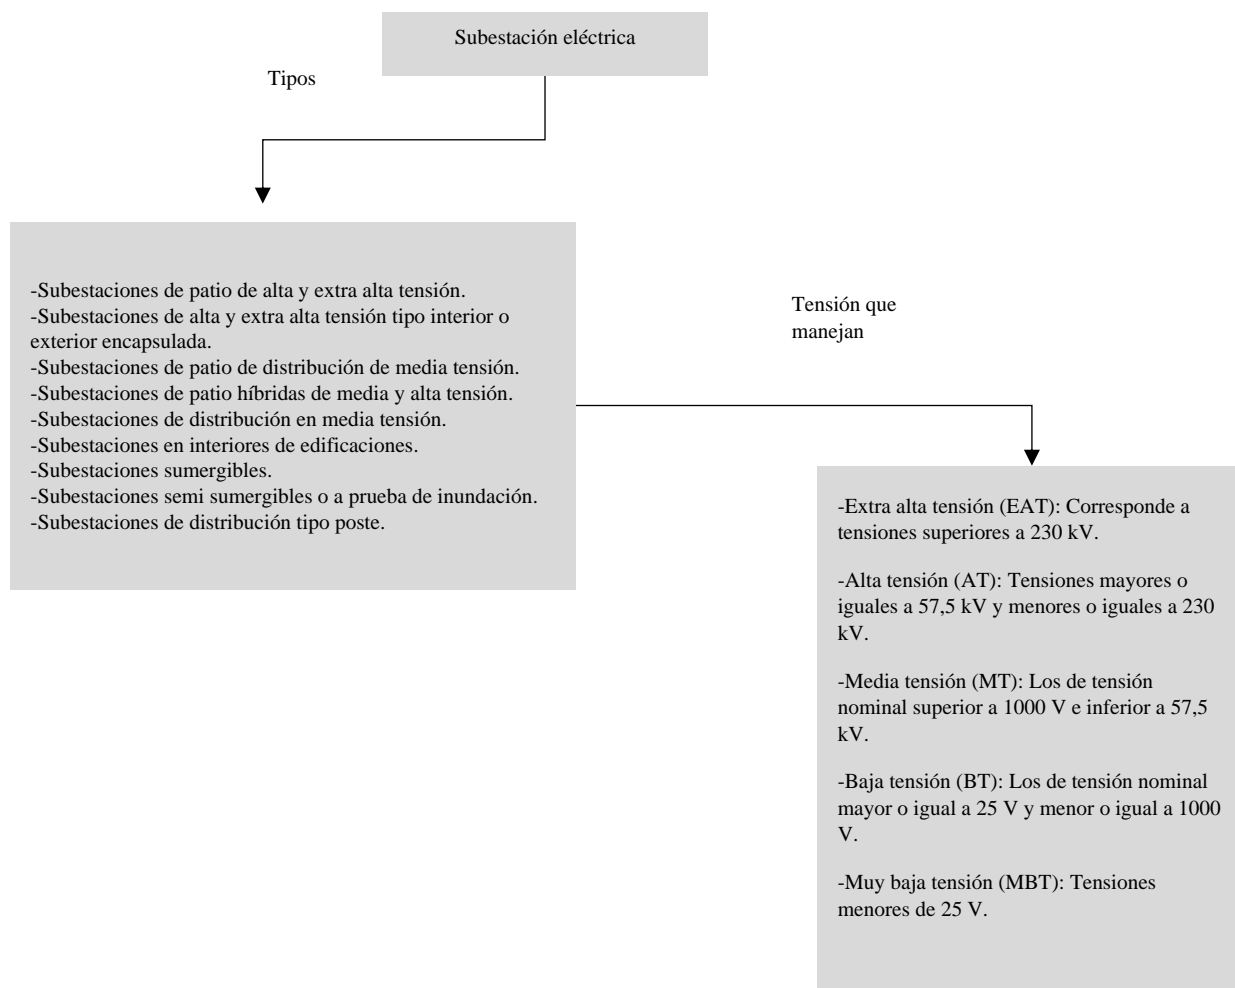 Subestación eléctrica
Tipos
-Subestaciones de patio de alta y extra alta tensión.
-Subestaciones de alta y extra alta tensión tipo interior o
exterior encapsulada.
-Subestaciones de patio de distribución de media tensión.
-Subestaciones de patio híbridas de media y alta tensión.
-Subestaciones de distribución en media tensión.
-Subestaciones en interiores de edificaciones.
-Subestaciones sumergibles.
-Subestaciones semi sumergibles o a prueba de inundación.
-Subestaciones de distribución tipo poste.
Tensión que
manejan
-Extra alta tensión (EAT): Corresponde a
tensiones superiores a 230 kV.
-Alta tensión (AT): Tensiones mayores o
iguales a 57,5 kV y menores o iguales a 230
kV.
-Media tensión (MT): Los de tensión
nominal superior a 1000 V e inferior a 57,5
kV.
-Baja tensión (BT): Los de tensión nominal
mayor o igual a 25 V y menor o igual a 1000
V.
-Muy baja tensión (MBT): Tensiones
menores de 25 V.